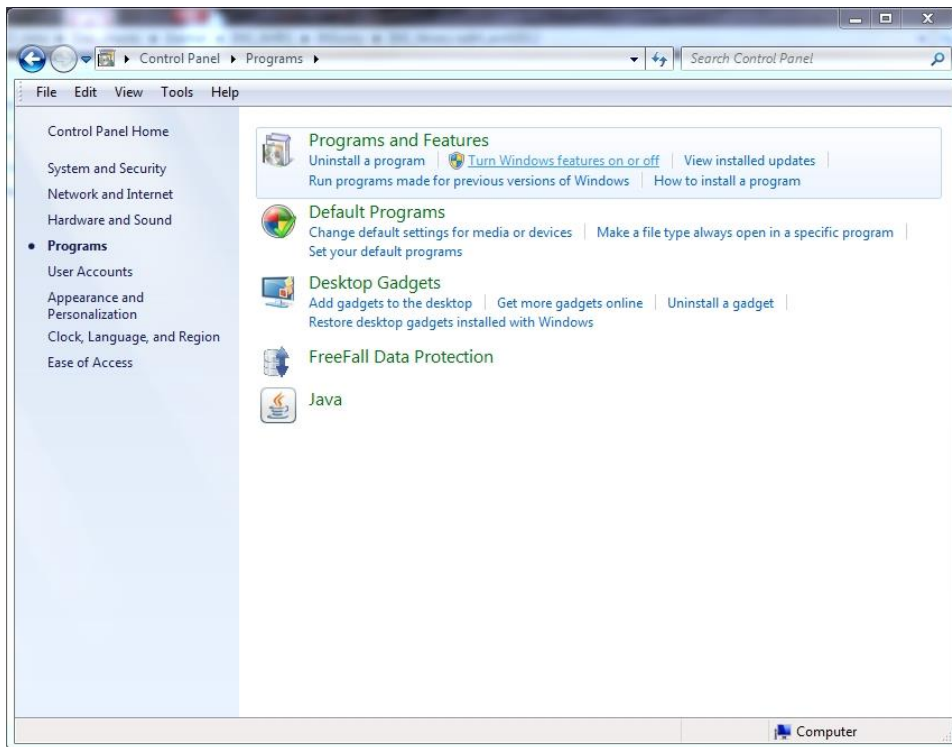 Control Panel Programs
Search Control Panel
File Edit View Tools Help
Control Panel Home
System and Security
Network and Internet
Hardware and Sound
Programs
User Accounts
Appearance and
Personalization
Clock, Language, and Region
Ease of Access
Programs and Features
Uninstall a program Turn Windows features on or off View installed updates
Run programs made for previous versions of Windows How to install a program
Default Programs
Change default settings for media or devices Make a file type always open in a specific program
Set your default programs
Desktop Gadgets
Add gadgets to the desktop Get more gadgets online Uninstall a gadget
Restore desktop gadgets installed with Windows
FreeFall Data Protection
Java
Computer